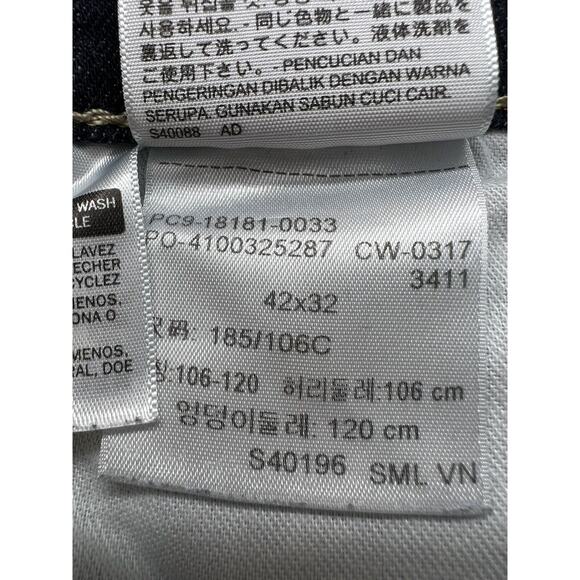 사용하세요. - 同じ色物と一緒に製品を
裏返して洗ってください。液体洗剤を
ご使用下さい。- PENCUCIAN DAN
PENGERINGAN DIBALIK DENGAN WARNA
SERUPA. GUNAKAN SABUN CUCI CAIR.
S40088 AD
WASH
LAVEZ
MENOS,
ONA O
MENOS,
RAL, DOE
PC9-18181-0033
PO-4100325287 CW-0317
3411
42x32
码: 185/106C
:106-120 허리둘레:106 cm
엉덩이둘레: 120 cm
S40196 SML VN